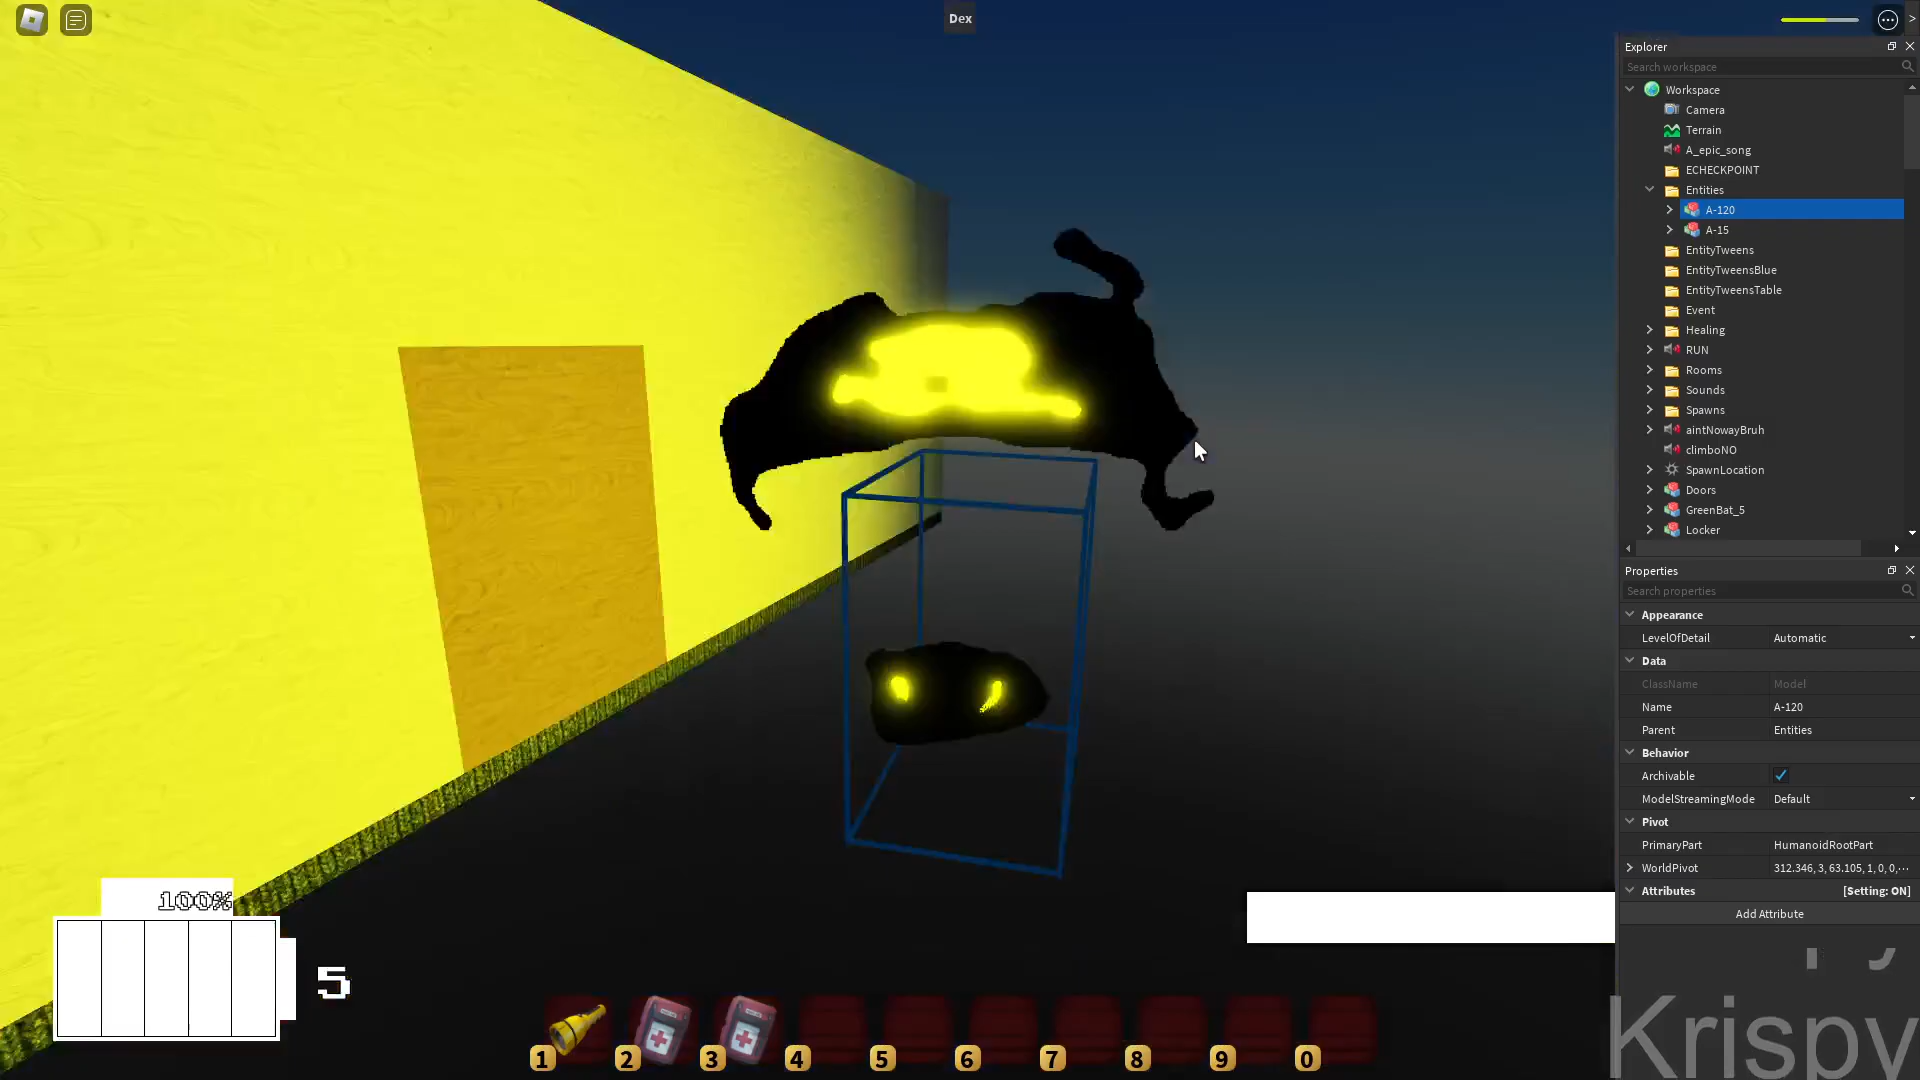 Dex
>
Explorer
Search workspace
Workspace
Camera
Terrain
A_epic_song
ECHECKPOINT
Entities
A-120
A-15
EntityTweens
EntityTweensBlue
EntityTweensTable
Event
Healing
RUN
Rooms
Sounds
Spawns
aintNowayBruh
climboNO
SpawnLocation
Doors
GreenBat_5
Locker
Properties
Search properties
Appearance
LevelOfDetail Automatic
Data
ClassName Model
Name A-120
Parent Entities
Behavior
Archivable
ModelStreamingMode Default
Pivot
PrimaryPart HumanoidRootPart
WorldPivot 312.346, 3, 63.105, 1, 0, 0,...
Attributes [Setting: ON]
Add Attribute
100%
5
1 2 3 4 5 6 7 8 9 0
Krispy